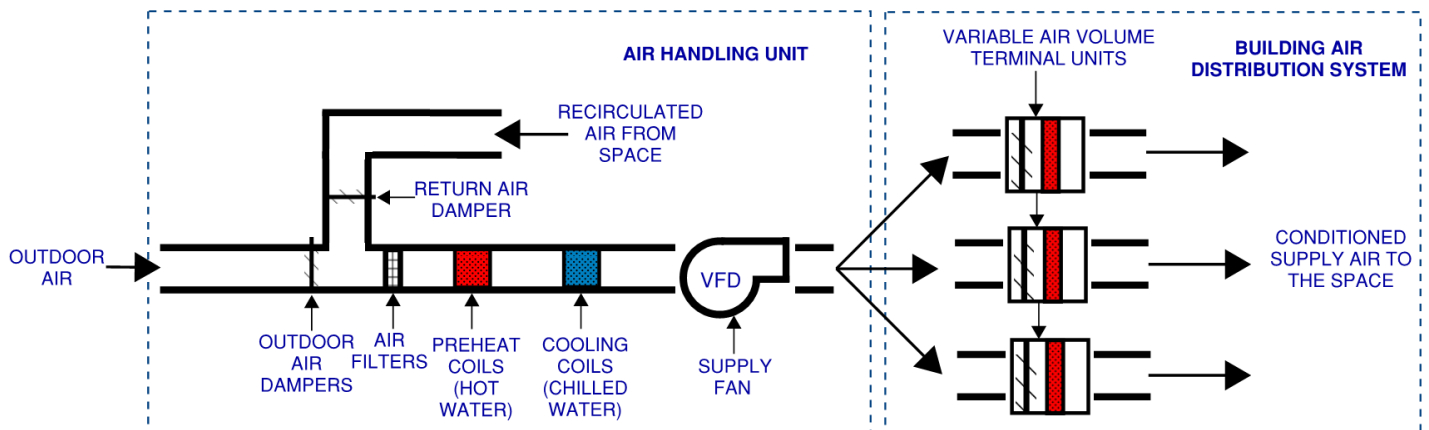 AIR HANDLING UNIT
RECIRCULATED
AIR FROM
SPACE
RETURN AIR
DAMPER
OUTDOOR
AIR
VFD
OUTDOOR
AIR
DAMPERS
AIR
FILTERS
PREHEAT
COILS
(HOT
WATER)
COOLING
COILS
(CHILLED
WATER)
SUPPLY
FAN
VARIABLE AIR VOLUME
TERMINAL UNITS
BUILDING AIR
DISTRIBUTION SYSTEM
CONDITIONED
SUPPLY AIR TO
THE SPACE